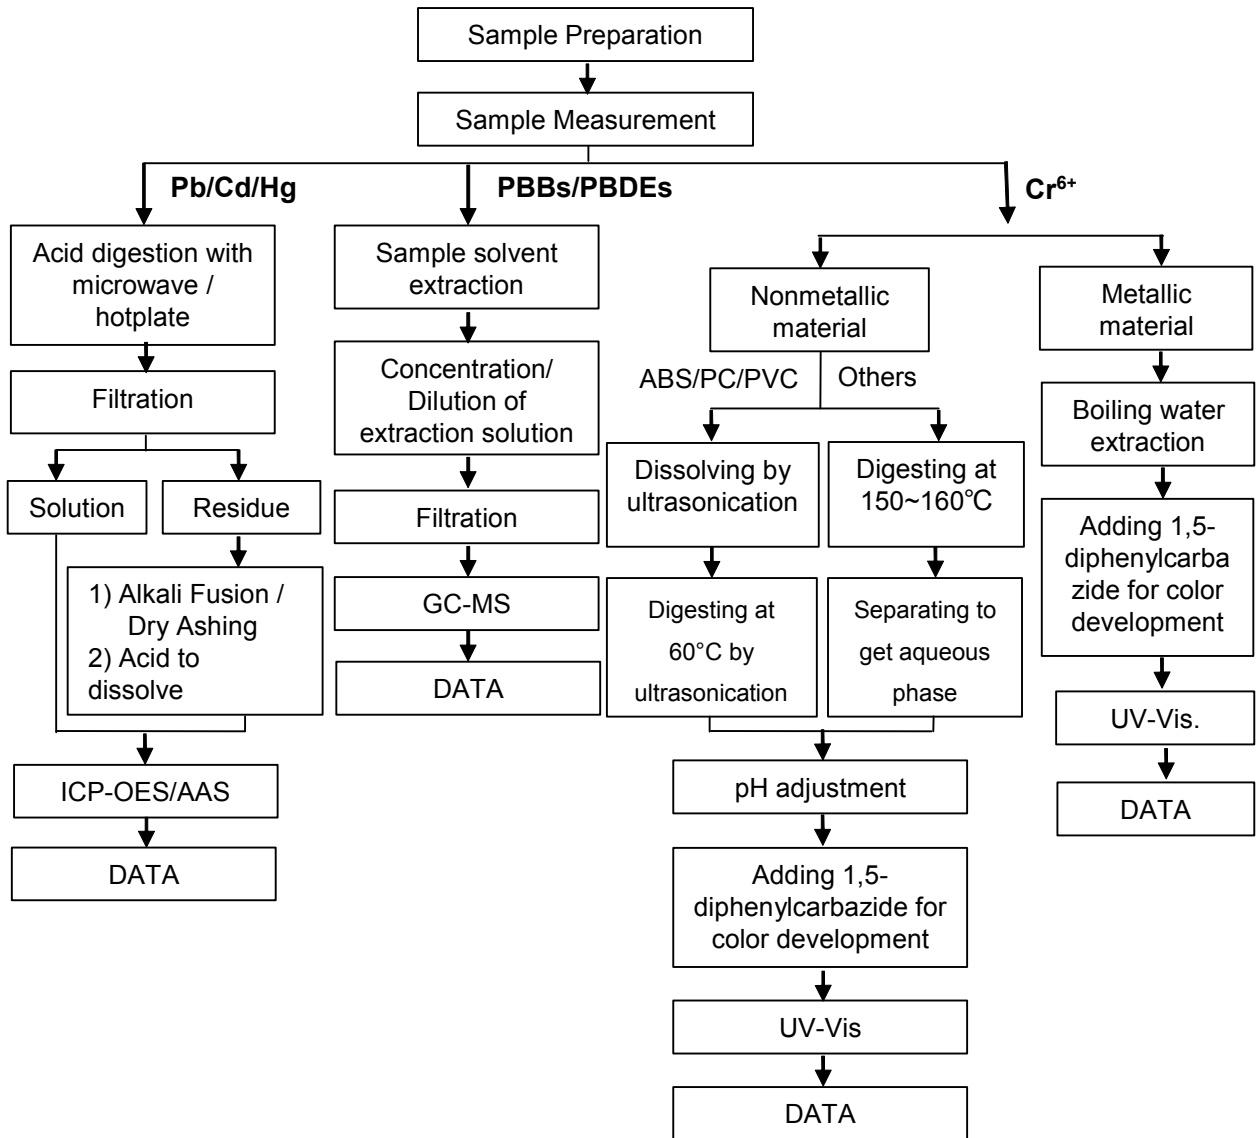 Sample Preparation
Sample Measurement
Pb/Cd/Hg
PBBs/PBDEs
Cr⁶⁺
Acid digestion with
microwave /
hotplate
Filtration
Solution
Residue
1) Alkali Fusion /
Dry Ashing
2) Acid to
dissolve
ICP-OES/AAS
DATA
Sample solvent
extraction
Concentration/
Dilution of
extraction solution
Filtration
GC-MS
DATA
Nonmetallic
material
ABS/PC/PVC
Others
Dissolving by
ultrasonication
Digesting at
60°C by
ultrasonication
Digesting at
150~160℃
Separating to
get aqueous
phase
pH adjustment
Adding 1,5-
diphenylcarbazide for
color development
UV-Vis
DATA
Metallic
material
Boiling water
extraction
Adding 1,5-
diphenylcarba
zide for color
development
UV-Vis.
DATA